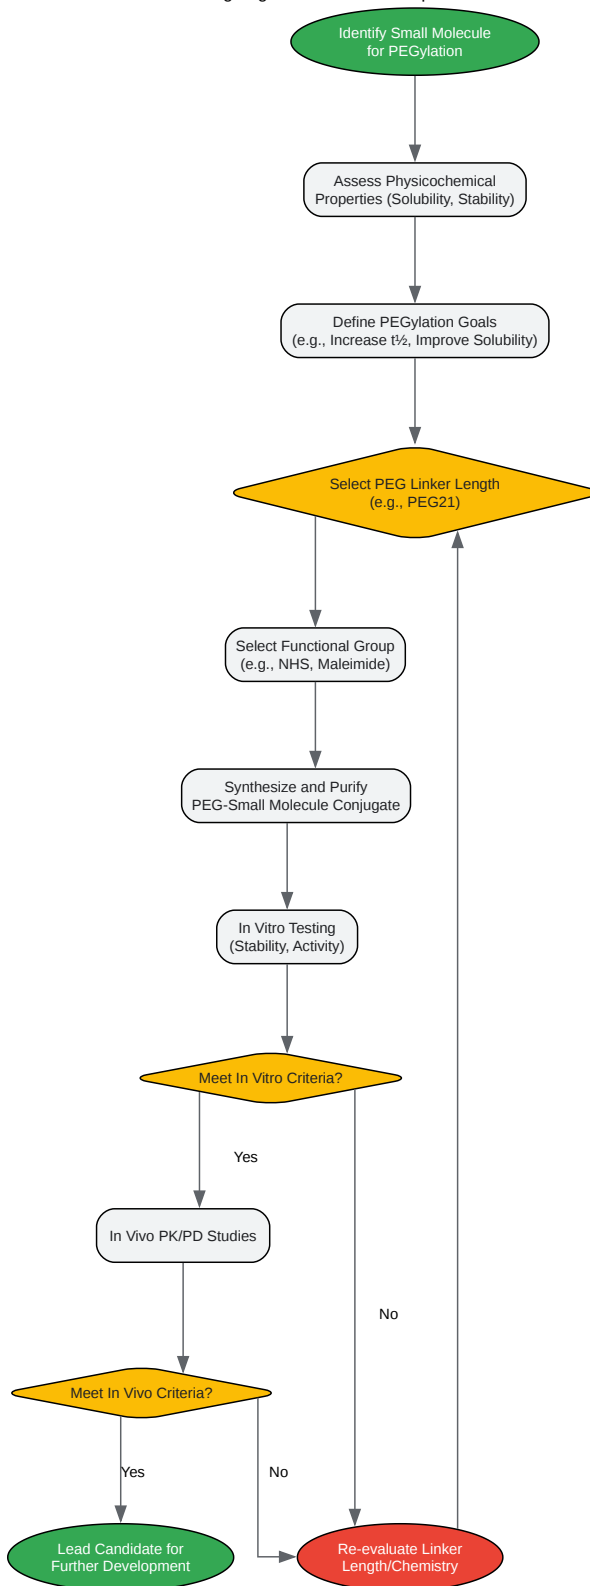 Identify Small Molecule
for PEGylation
Assess Physicochemical
Properties (Solubility, Stability)
Define PEGylation Goals
(e.g., Increase t½, Improve Solubility)
Select PEG Linker Length
(e.g., PEG21)
Select Functional Group
(e.g., NHS, Maleimide)
Synthesize and Purify
PEG-Small Molecule Conjugate
In Vitro Testing
(Stability, Activity)
Meet In Vitro Criteria?
Yes
In Vivo PK/PD Studies
No
Meet In Vivo Criteria?
Yes
No
Lead Candidate for
Further Development
Re-evaluate Linker
Length/Chemistry